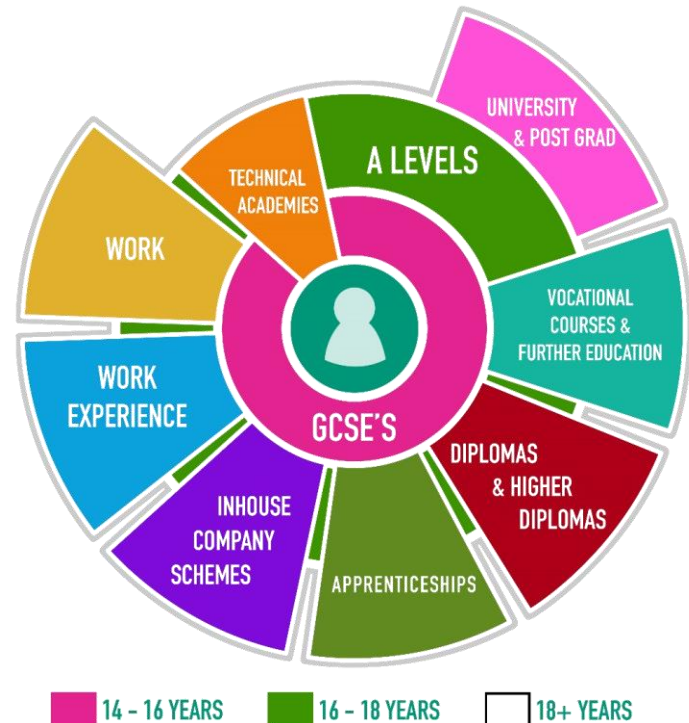 UNIVERSITY
& POST GRAD
A LEVELS
TECHNICAL
ACADEMIES
WORK
VOCATIONAL
COURSES &
FURTHER EDUCATION
WORK
EXPERIENCE
GCSE'S
DIPLOMAS
& HIGHER
DIPLOMAS
INHOUSE
COMPANY
SCHEMES
APPRENTICESHIPS
14 – 16 YEARS
16 – 18 YEARS
18+ YEARS